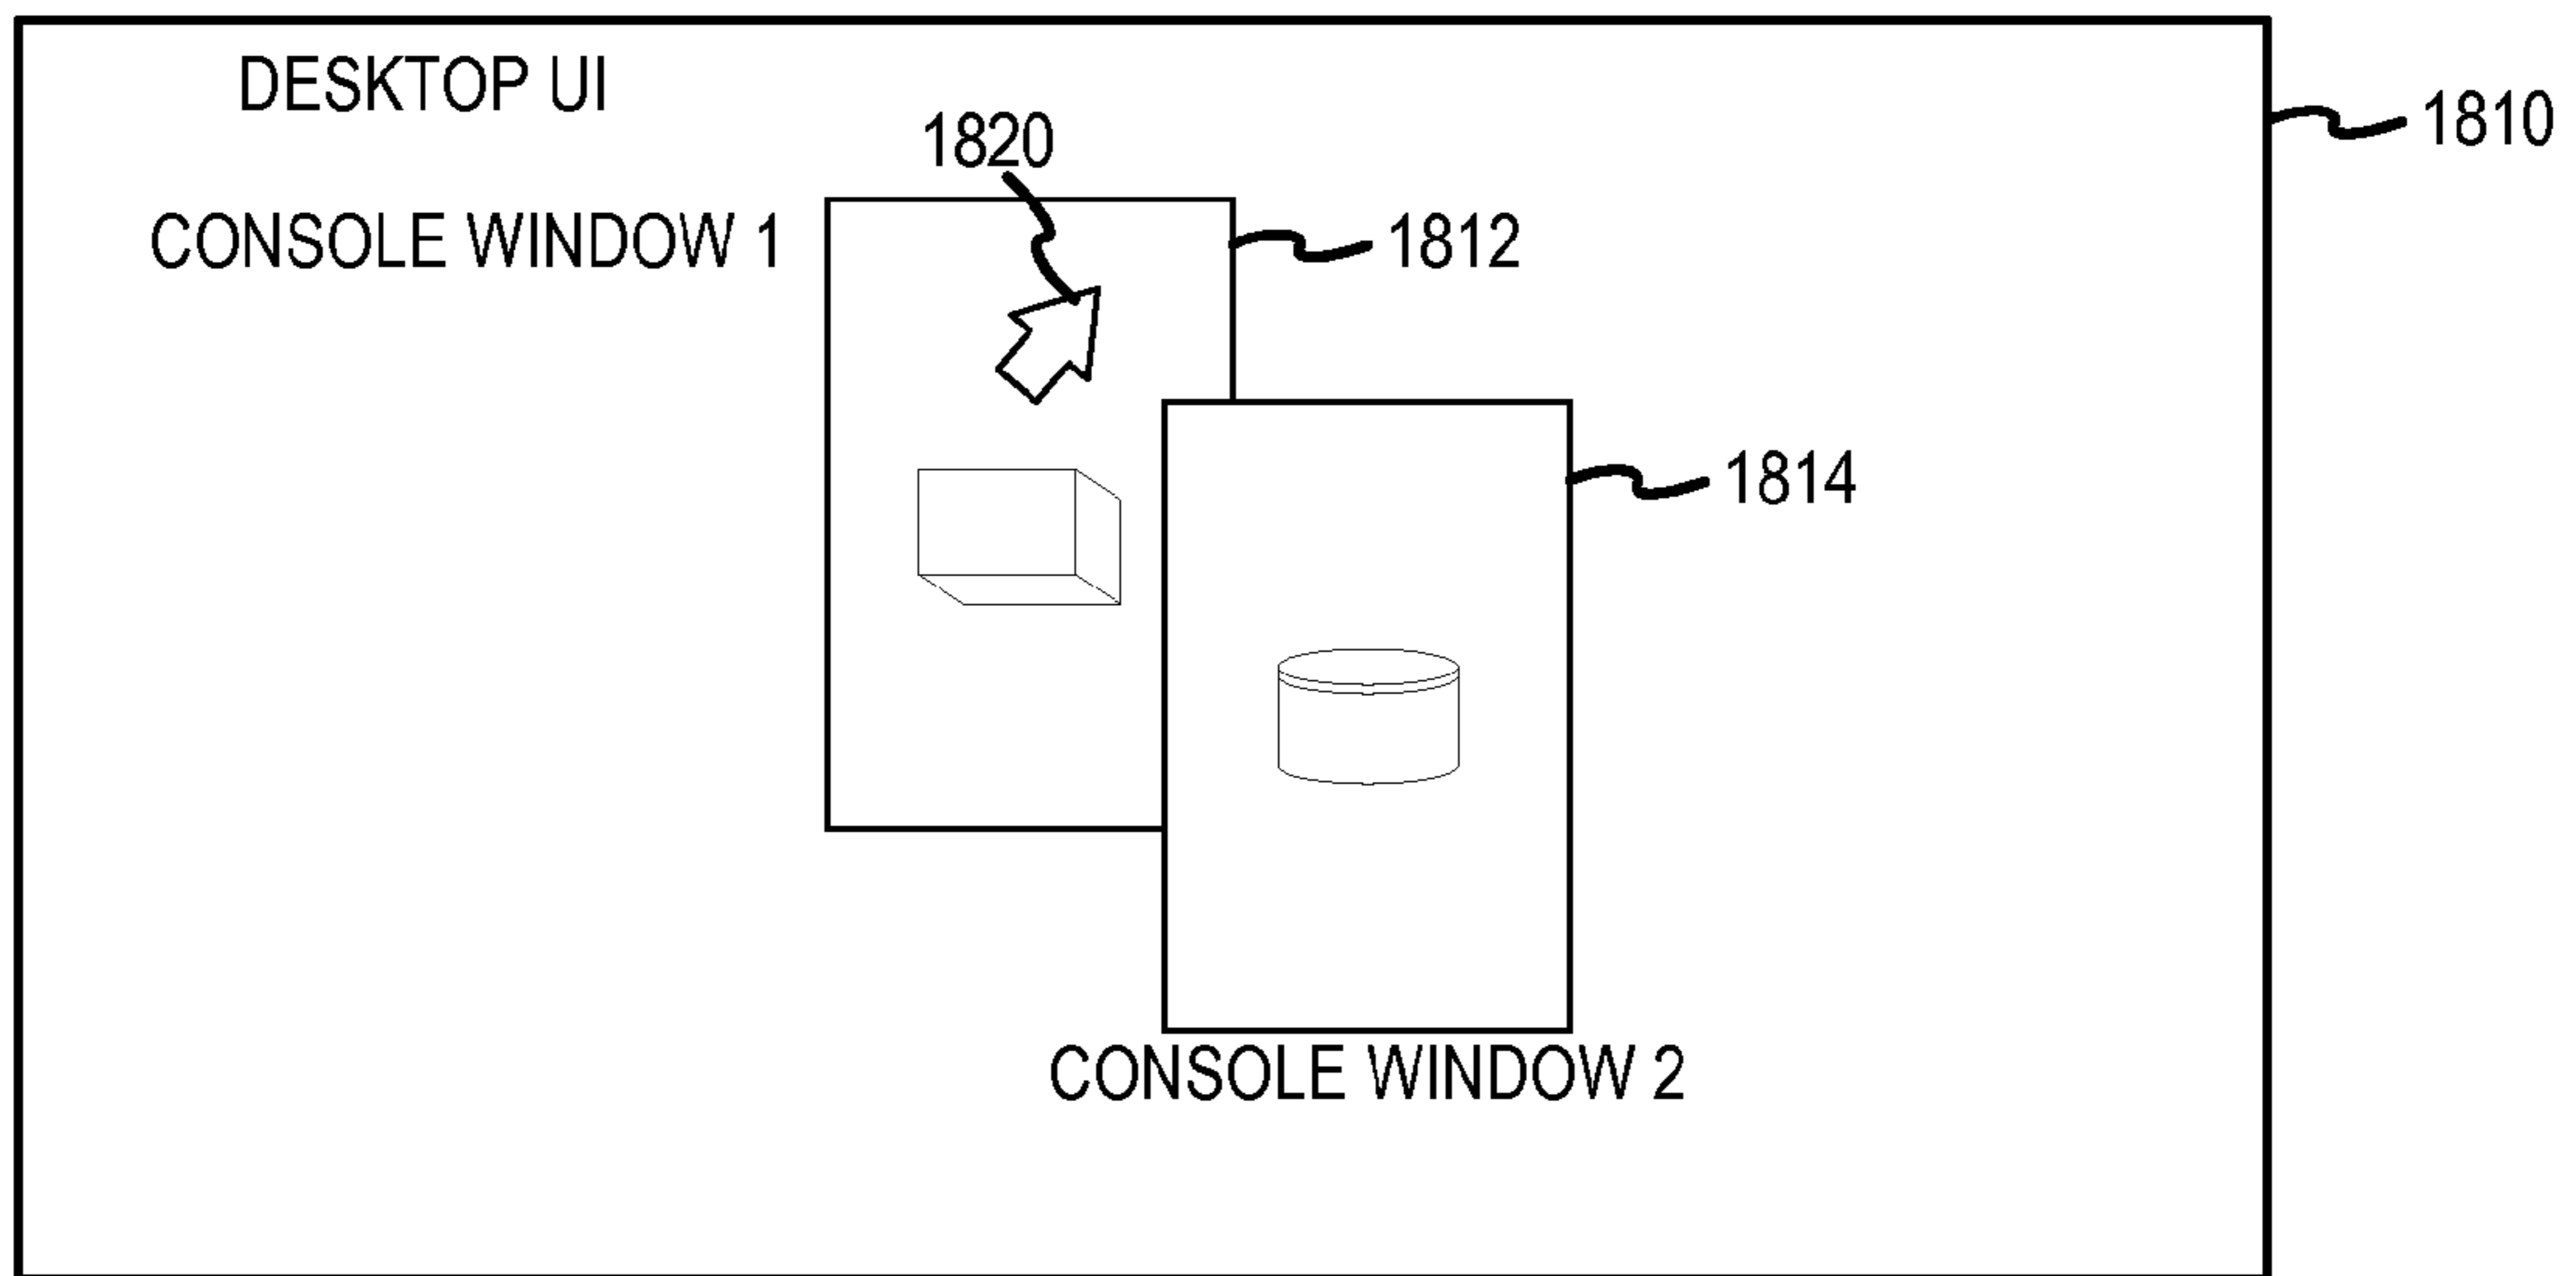 DESKTOP UI
1810
1820
CONSOLE WINDOW 1
1812
1814
CONSOLE WINDOW 2